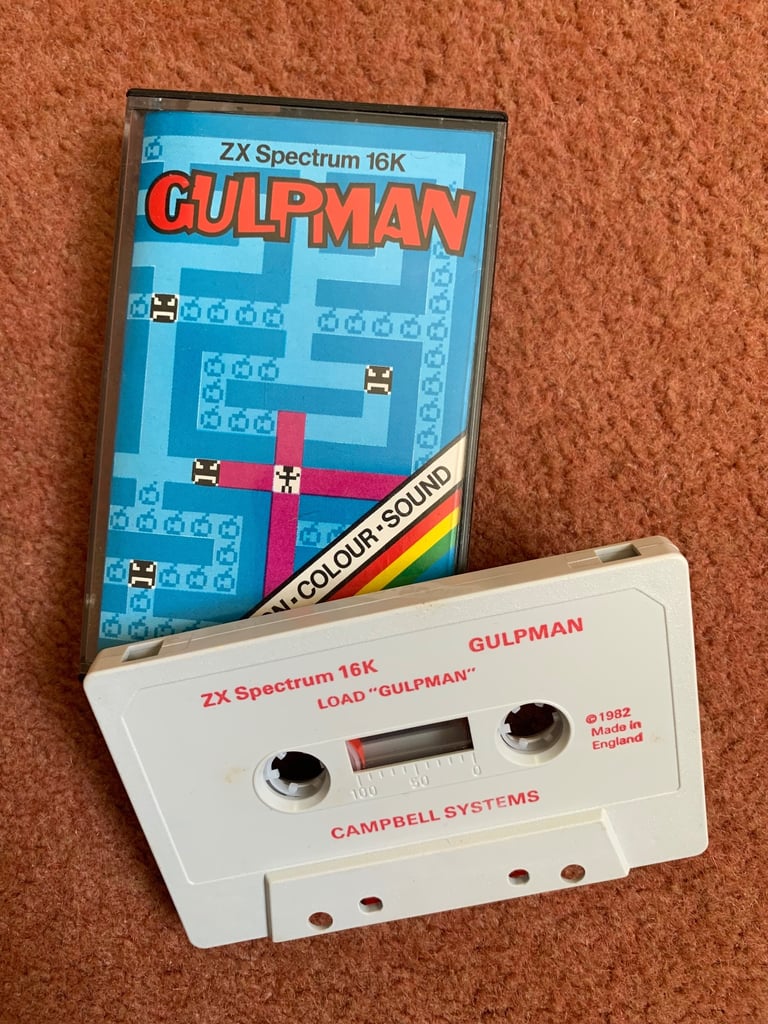 ZX Spectrum 16K
GULPMAN
COLOUR · SOUND
ZX Spectrum 16K
GULPMAN
LOAD "GULPMAN"
©1982
Made in
England
100 50 0
CAMPBELL SYSTEMS